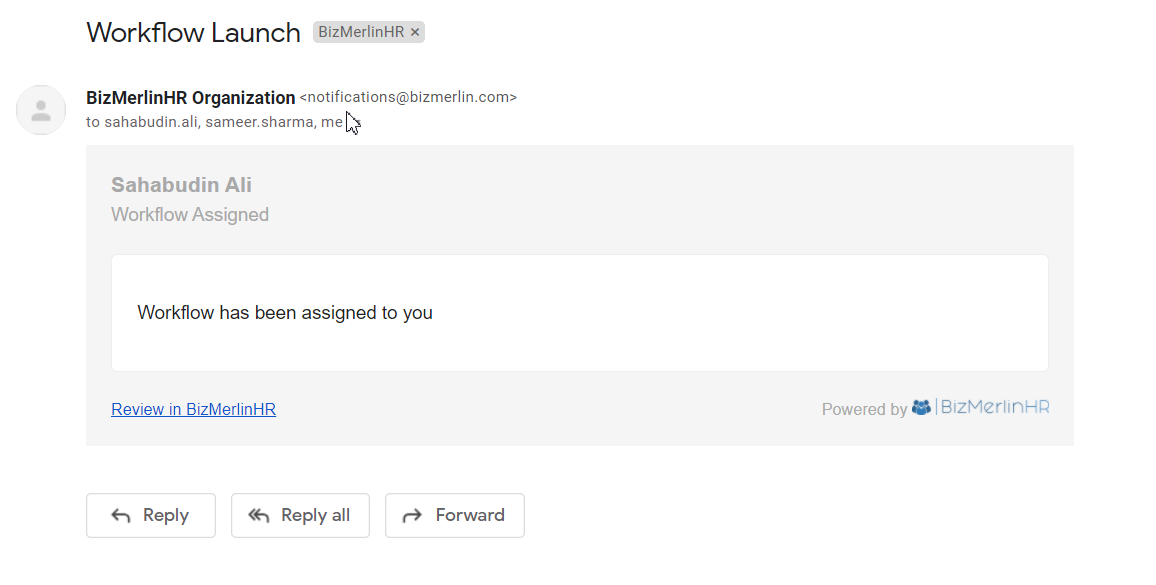 Workflow Launch BizMerlinHR ×
BizMerlinHR Organization <notifications@bizmerlin.com>
to sahabudin.ali, sameer.sharma, me
Sahabudin Ali
Workflow Assigned
Workflow has been assigned to you
Review in BizMerlinHR Powered by BizMerlinHR
Reply Reply all Forward